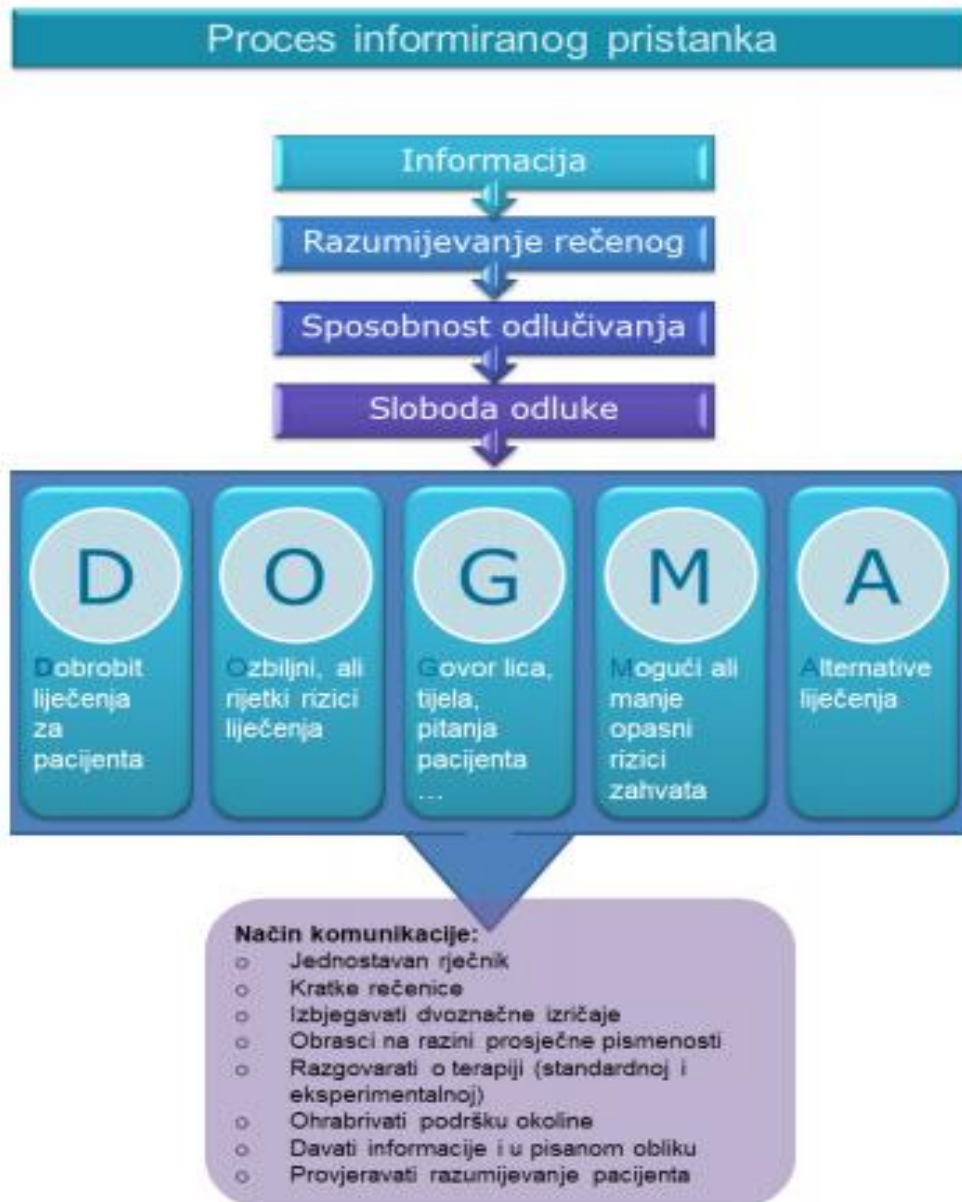 Proces informiranog pristanka
Informacija
Razumijevanje rečenog
Sposobnost odlučivanja
Sloboda odluke
D
Dobrobit
liječenja
za
pacijenta
O
Ozbiljni, ali
rijetki rizici
liječenja
G
Govor lica,
tijela,
pitanja
pacijenta
...
M
Mogući ali
manje
opasni
rizici
zahvata
A
Alternative
liječenja
Način komunikacije:
o Jednostavan rječnik
o Kratke rečenice
o Izbjegavati dvoznačne izričaje
o Obrasci na razini prosječne pismenosti
o Razgovarati o terapiji (standardnoj i
eksperimentalnoj)
o Ohrabrivati podršku okoline
o Davati informacije i u pisanom obliku
o Provjeravati razumijevanje pacijenta